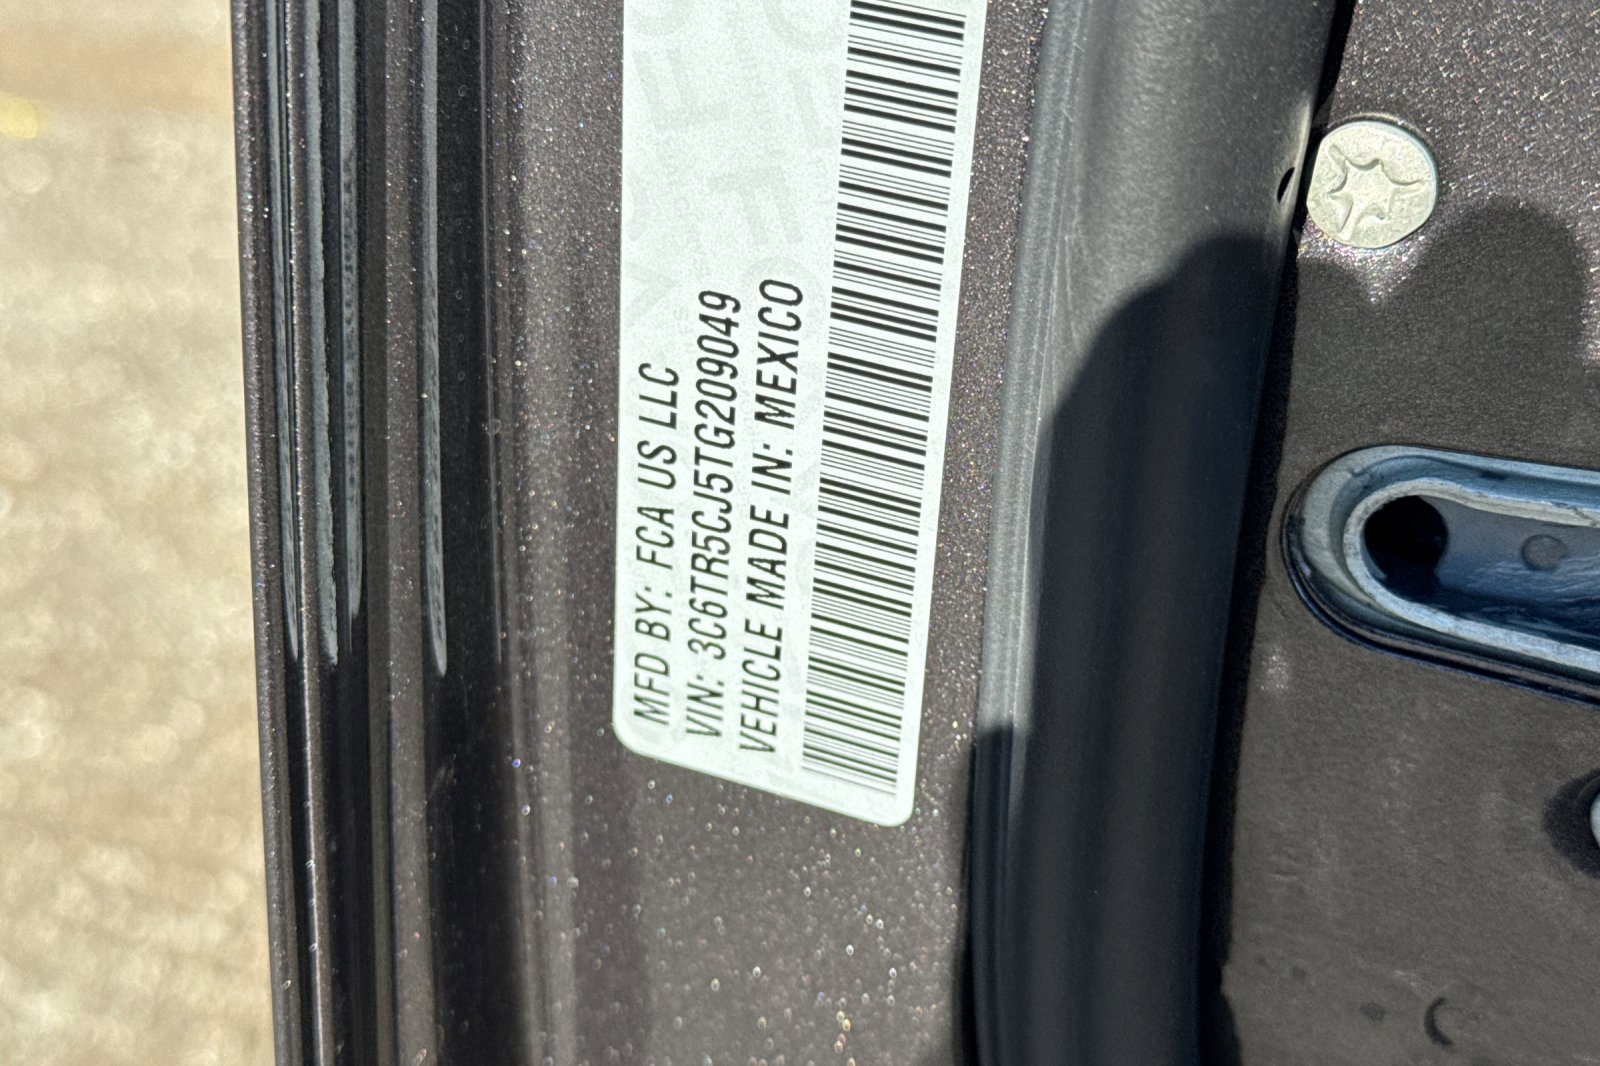 MFD BY: FCA US LLC
VIN: 3C6TR5CJ5TG209049
VEHICLE MADE IN: MEXICO